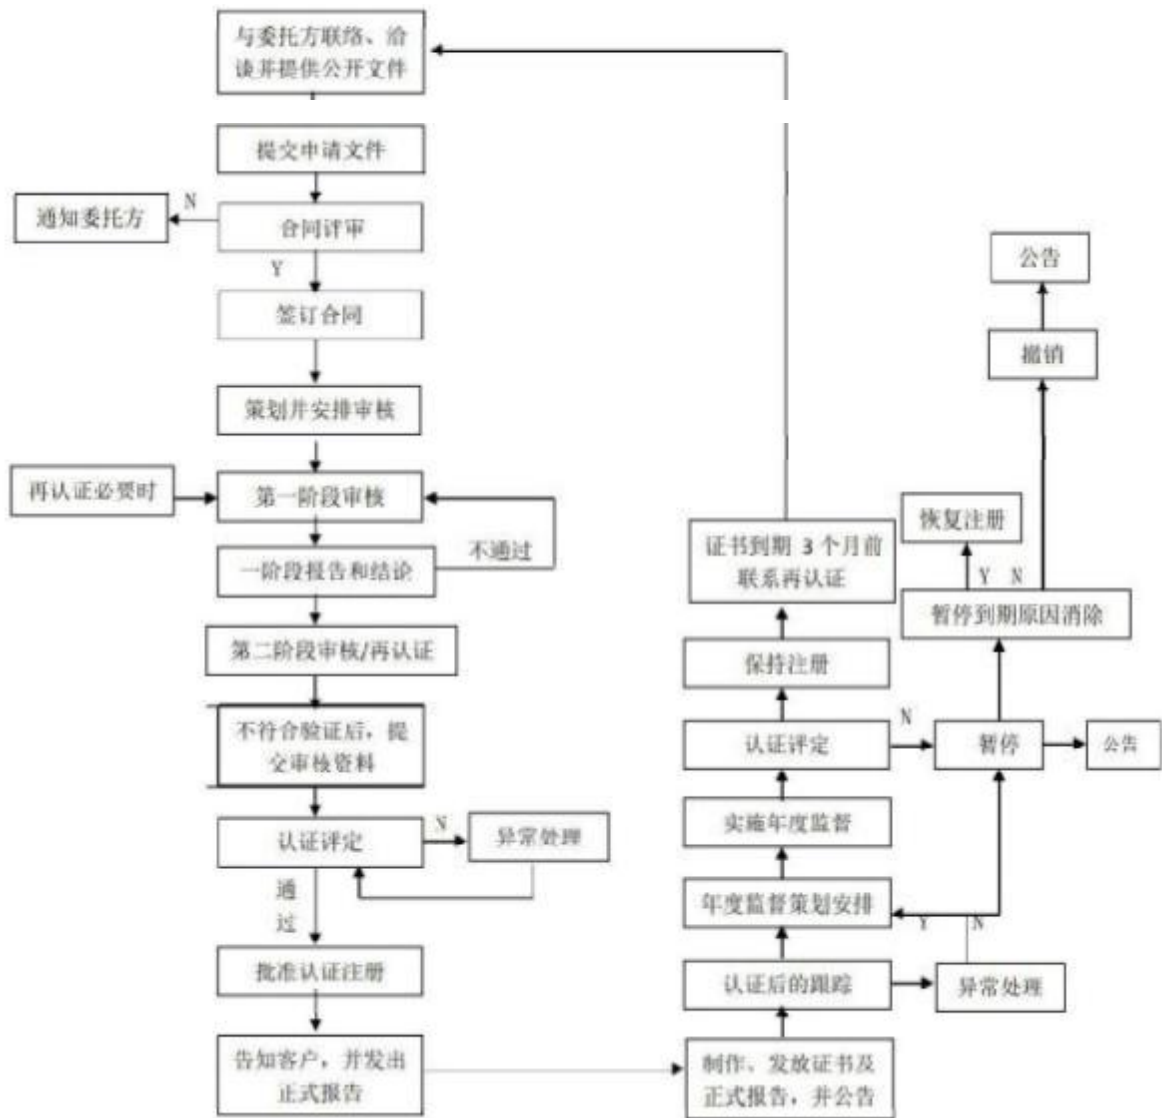 与委托方联络、洽
谈并提供公开文件
提交申请文件
N
通知委托方
合同评审
Y
签订合同
策划并安排审核
再认证必要时
第一阶段审核
不通过
一阶段报告和结论
第二阶段审核/再认证
不符合验证后，提
交审核资料
认证评定
N
异常处理
通
过
批准认证注册
告知客户，并发出
正式报告
制作、发放证书及
正式报告，并公告
认证后的跟踪
异常处理
年度监督策划安排
Y
N
实施年度监督
认证评定
N
暂停
公告
保持注册
暂停到期原因消除
Y
N
证书到期 3 个月前
联系再认证
恢复注册
撤销
公告